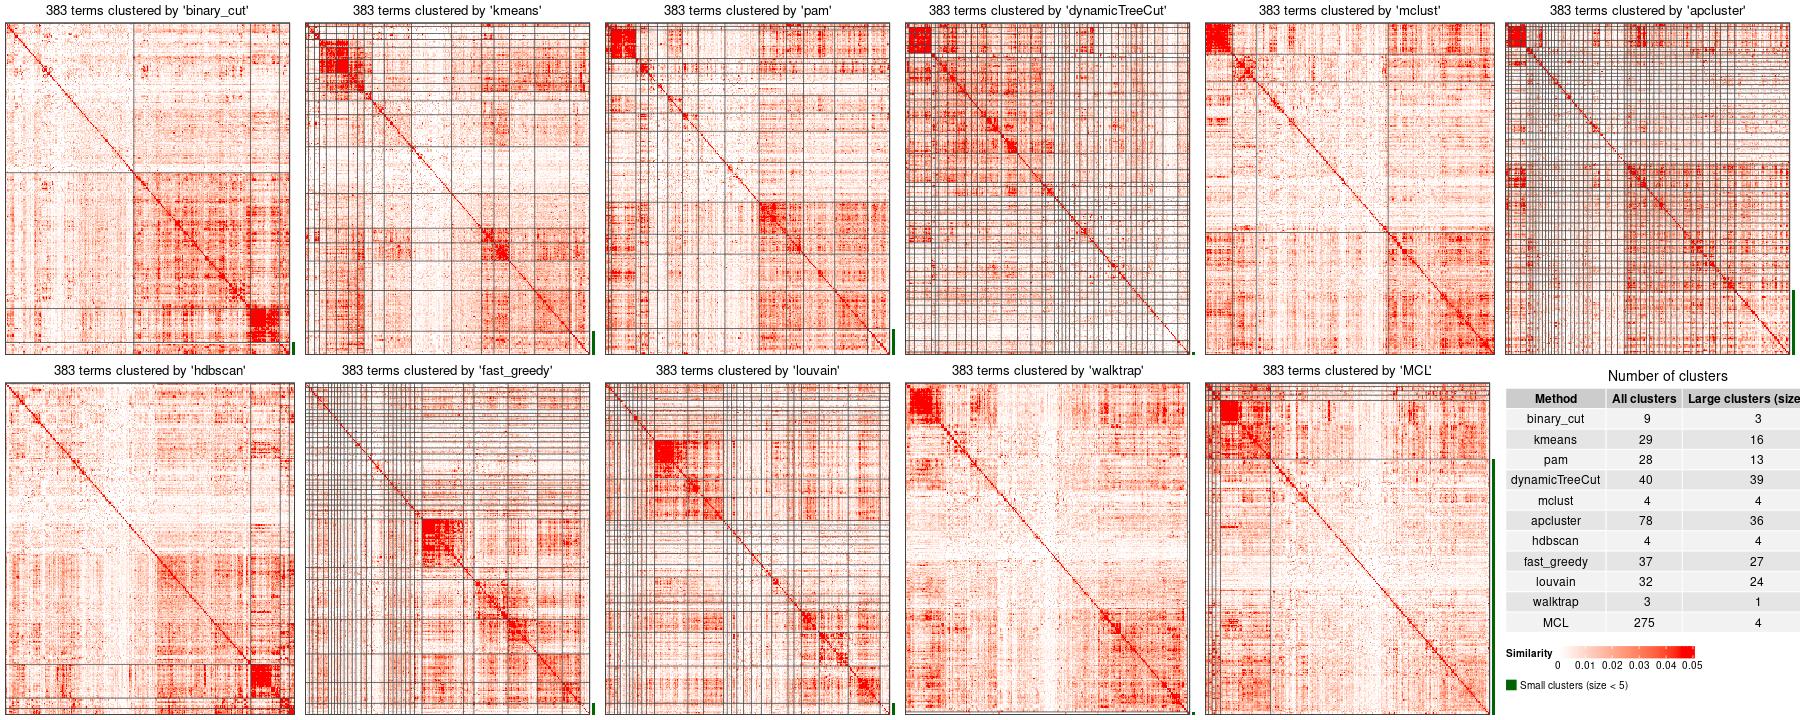 383 terms clustered by 'binary_cut'
383 terms clustered by 'kmeans'
383 terms clustered by 'pam'
383 terms clustered by 'dynamicTreeCut'
383 terms clustered by 'mclust'
383 terms clustered by 'apcluster'
383 terms clustered by 'hdbscan'
383 terms clustered by 'fast_greedy'
383 terms clustered by 'louvain'
383 terms clustered by 'walktrap'
383 terms clustered by 'MCL'
Number of clusters
Method All clusters Large clusters (size
binary_cut 9 3
kmeans 29 16
pam 28 13
dynamicTreeCut 40 39
mclust 4 4
apcluster 78 36
hdbscan 4 4
fast_greedy 37 27
louvain 32 24
walktrap 3 1
MCL 275 4
Similarity
0 0.01 0.02 0.03 0.04 0.05
Small clusters (size < 5)